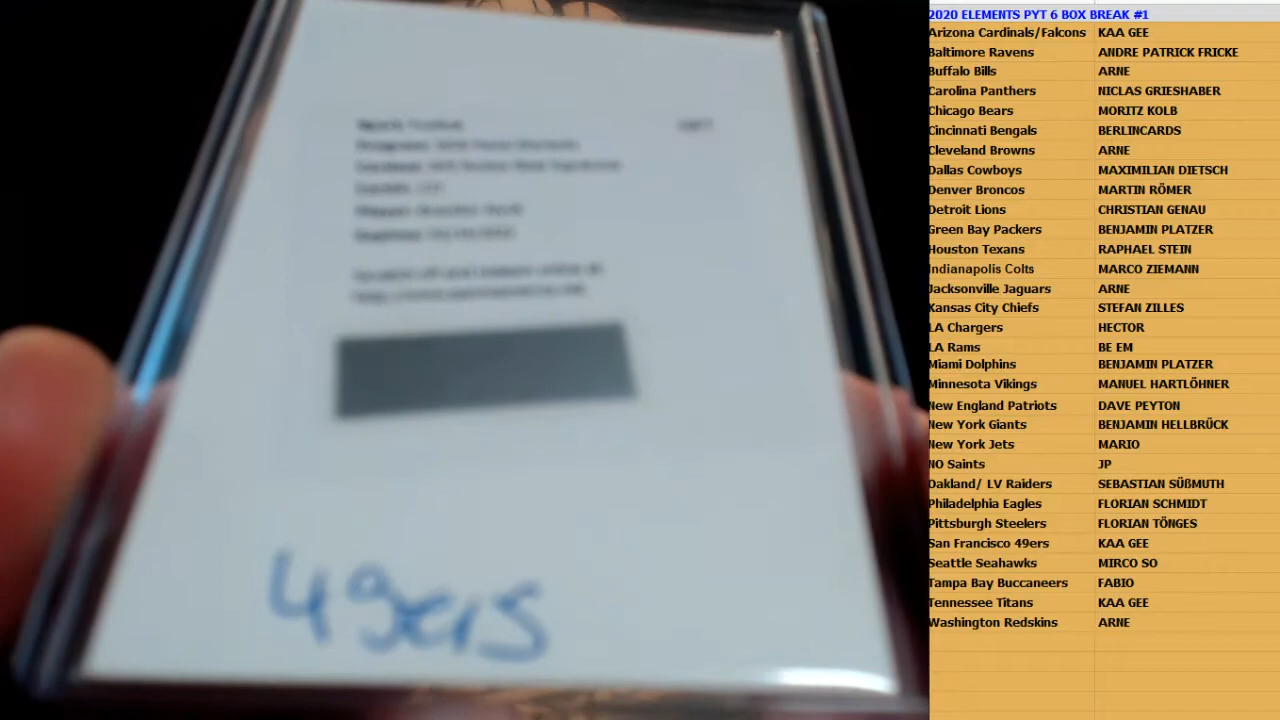 49ers
2020 ELEMENTS PYT 6 BOX BREAK #1
Arizona Cardinals/Falcons KAA GEE
Baltimore Ravens ANDRE PATRICK FRICKE
Buffalo Bills ARNE
Carolina Panthers NICLAS GRIESHABER
Chicago Bears MORITZ KOLB
Cincinnati Bengals BERLINCARDS
Cleveland Browns ARNE
Dallas Cowboys MAXIMILIAN DIETSCH
Denver Broncos MARTIN RÖMER
Detroit Lions CHRISTIAN GENAU
Green Bay Packers BENJAMIN PLATZER
Houston Texans RAPHAEL STEIN
Indianapolis Colts MARCO ZIEMANN
Jacksonville Jaguars ARNE
Kansas City Chiefs STEFAN ZILLES
LA Chargers HECTOR
LA Rams BE EM
Miami Dolphins BENJAMIN PLATZER
Minnesota Vikings MANUEL HARTLÖHNER
New England Patriots DAVE PEYTON
New York Giants BENJAMIN HELLBRÜCK
New York Jets MARIO
NO Saints JP
Oakland/ LV Raiders SEBASTIAN SÜßMUTH
Philadelphia Eagles FLORIAN SCHMIDT
Pittsburgh Steelers FLORIAN TÖNGES
San Francisco 49ers KAA GEE
Seattle Seahawks MIRCO SO
Tampa Bay Buccaneers FABIO
Tennessee Titans KAA GEE
Washington Redskins ARNE